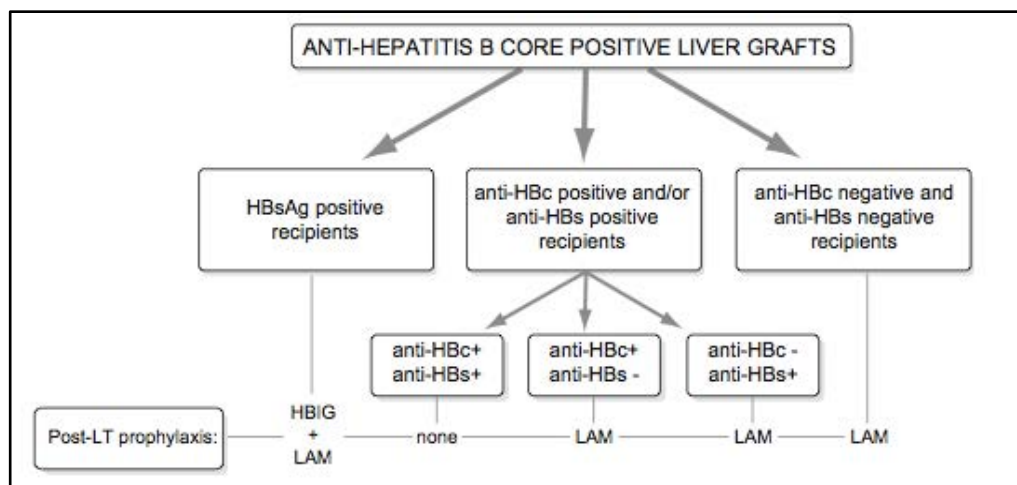 ANTI-HEPATITIS B CORE POSITIVE LIVER GRAFTS
HBsAg positive
recipients
anti-HBc positive and/or
anti-HBs positive
recipients
anti-HBc negative and
anti-HBs negative
recipients
anti-HBc+
anti-HBs+
anti-HBc+
anti-HBs -
anti-HBc -
anti-HBs+
Post-LT prophylaxis:
HBIG
+
LAM
none
LAM
LAM
LAM